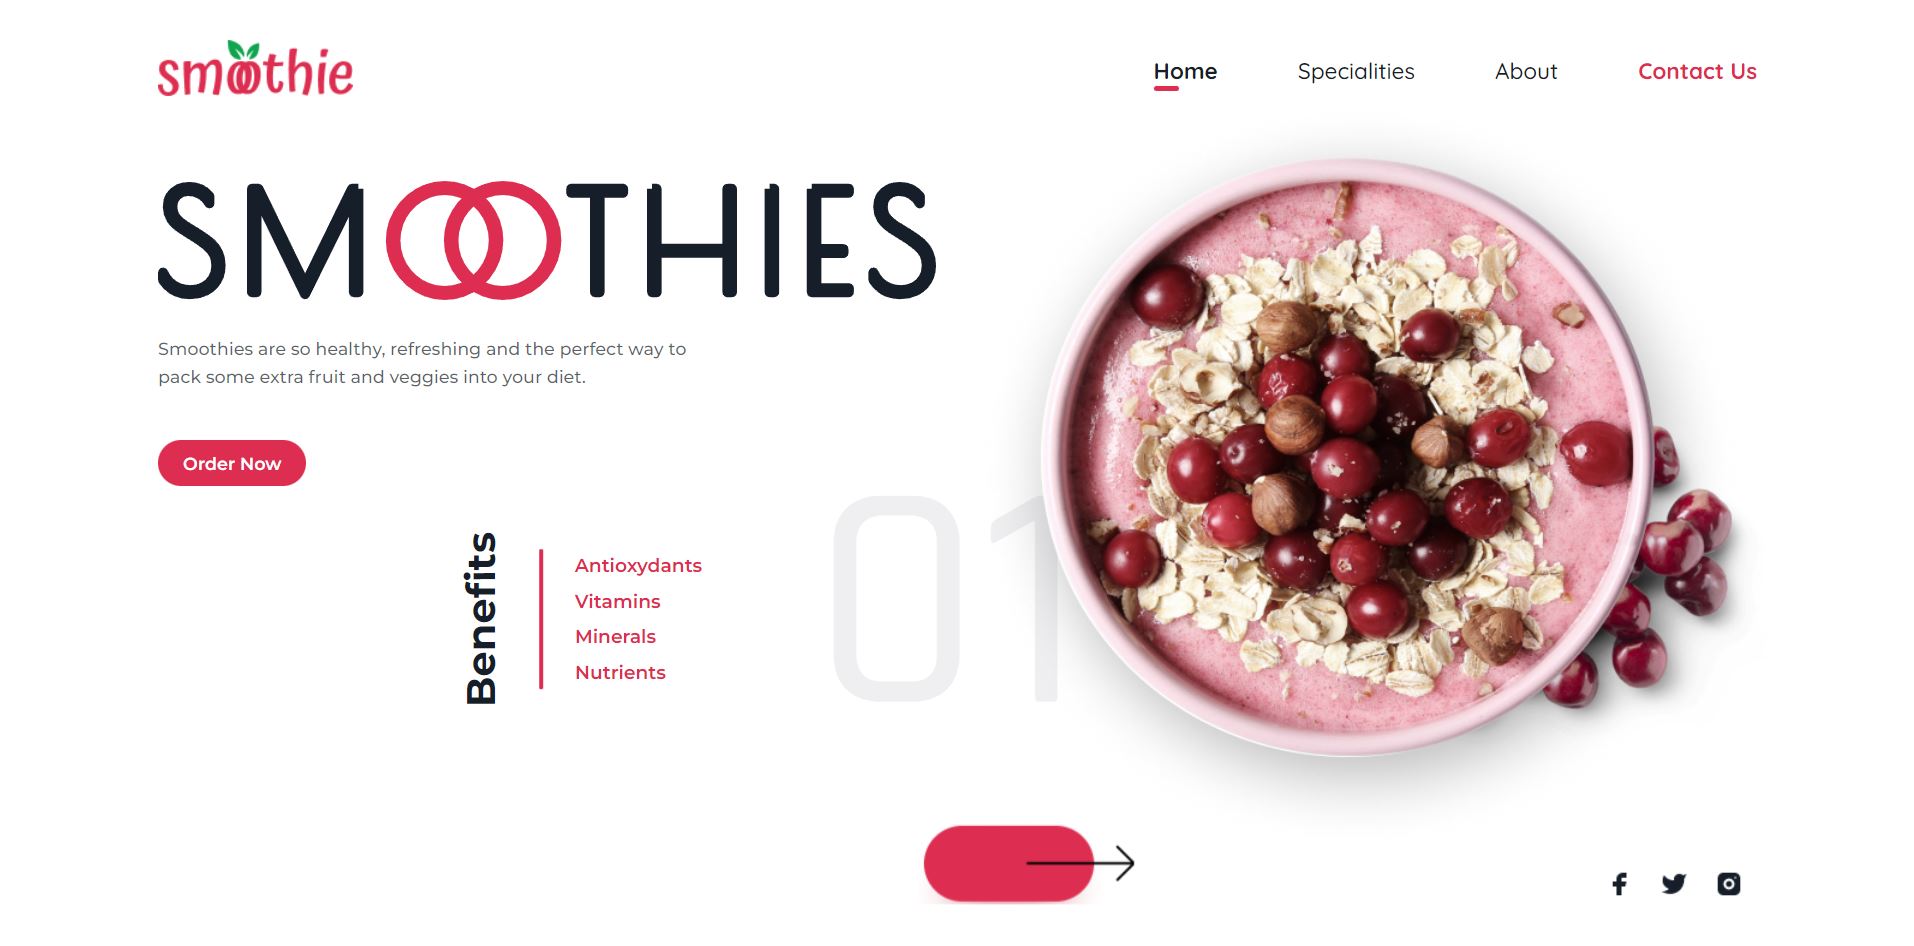 smoothie
Home
Specialities
About
Contact Us
SMOOTHIES
Smoothies are so healthy, refreshing and the perfect way to
pack some extra fruit and veggies into your diet.
Order Now
Benefits
Antioxydants
Vitamins
Minerals
Nutrients
01